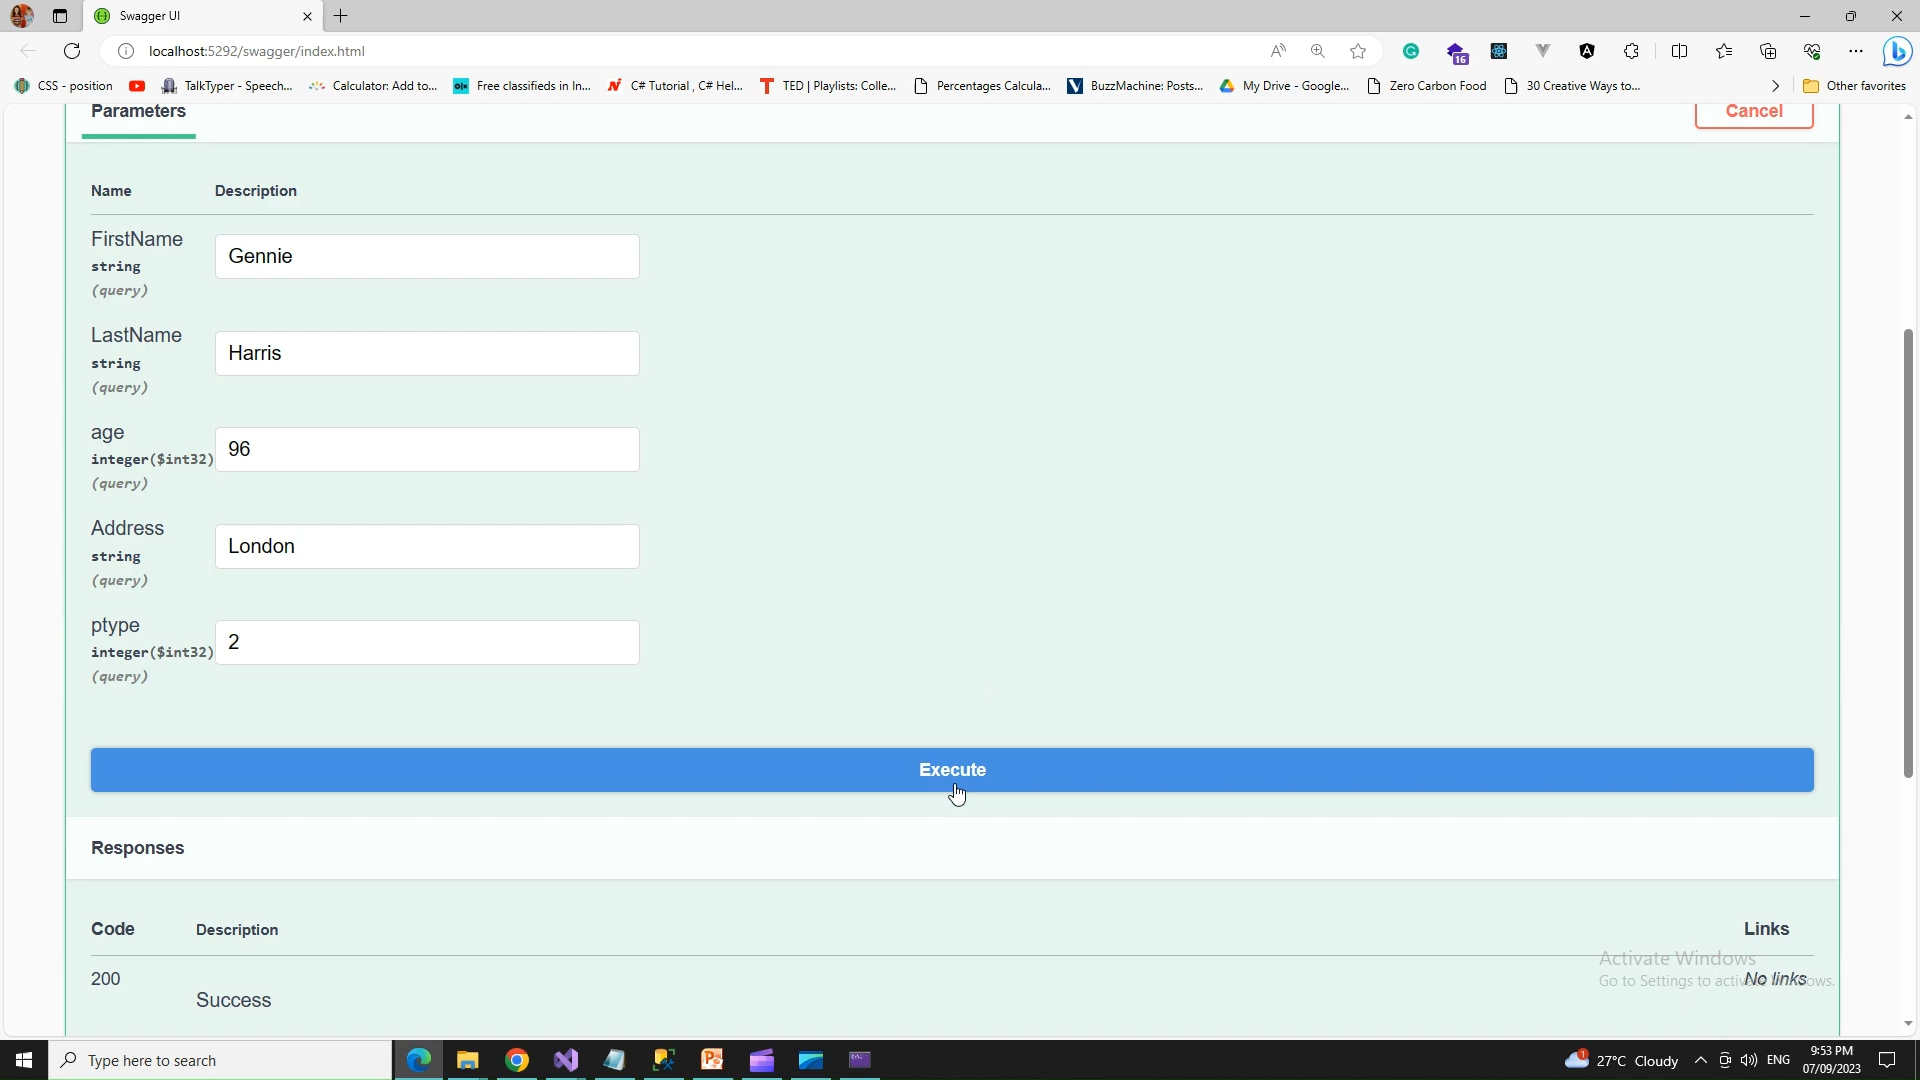 Swagger UI
localhost:5292/swagger/index.html
16
CSS - position
TalkTyper - Speech...
Calculator: Add to...
Free classifieds in In...
C# Tutorial , C# Hel...
TED | Playlists: Colle...
Percentages Calcula...
BuzzMachine: Posts...
My Drive - Google...
Zero Carbon Food
30 Creative Ways to...
Other favorites
Parameters
Cancel
Name Description
FirstName
string
(query)
Gennie
LastName
string
(query)
Harris
age
integer($int32)
(query)
96
Address
string
(query)
London
ptype
integer($int32)
(query)
2
Execute
Responses
Code Description Links
200
Success
No links
Activate Windows
Go to Settings to activate Windows.
Type here to search
27°C Cloudy
ENG
9:53 PM
07/09/2023